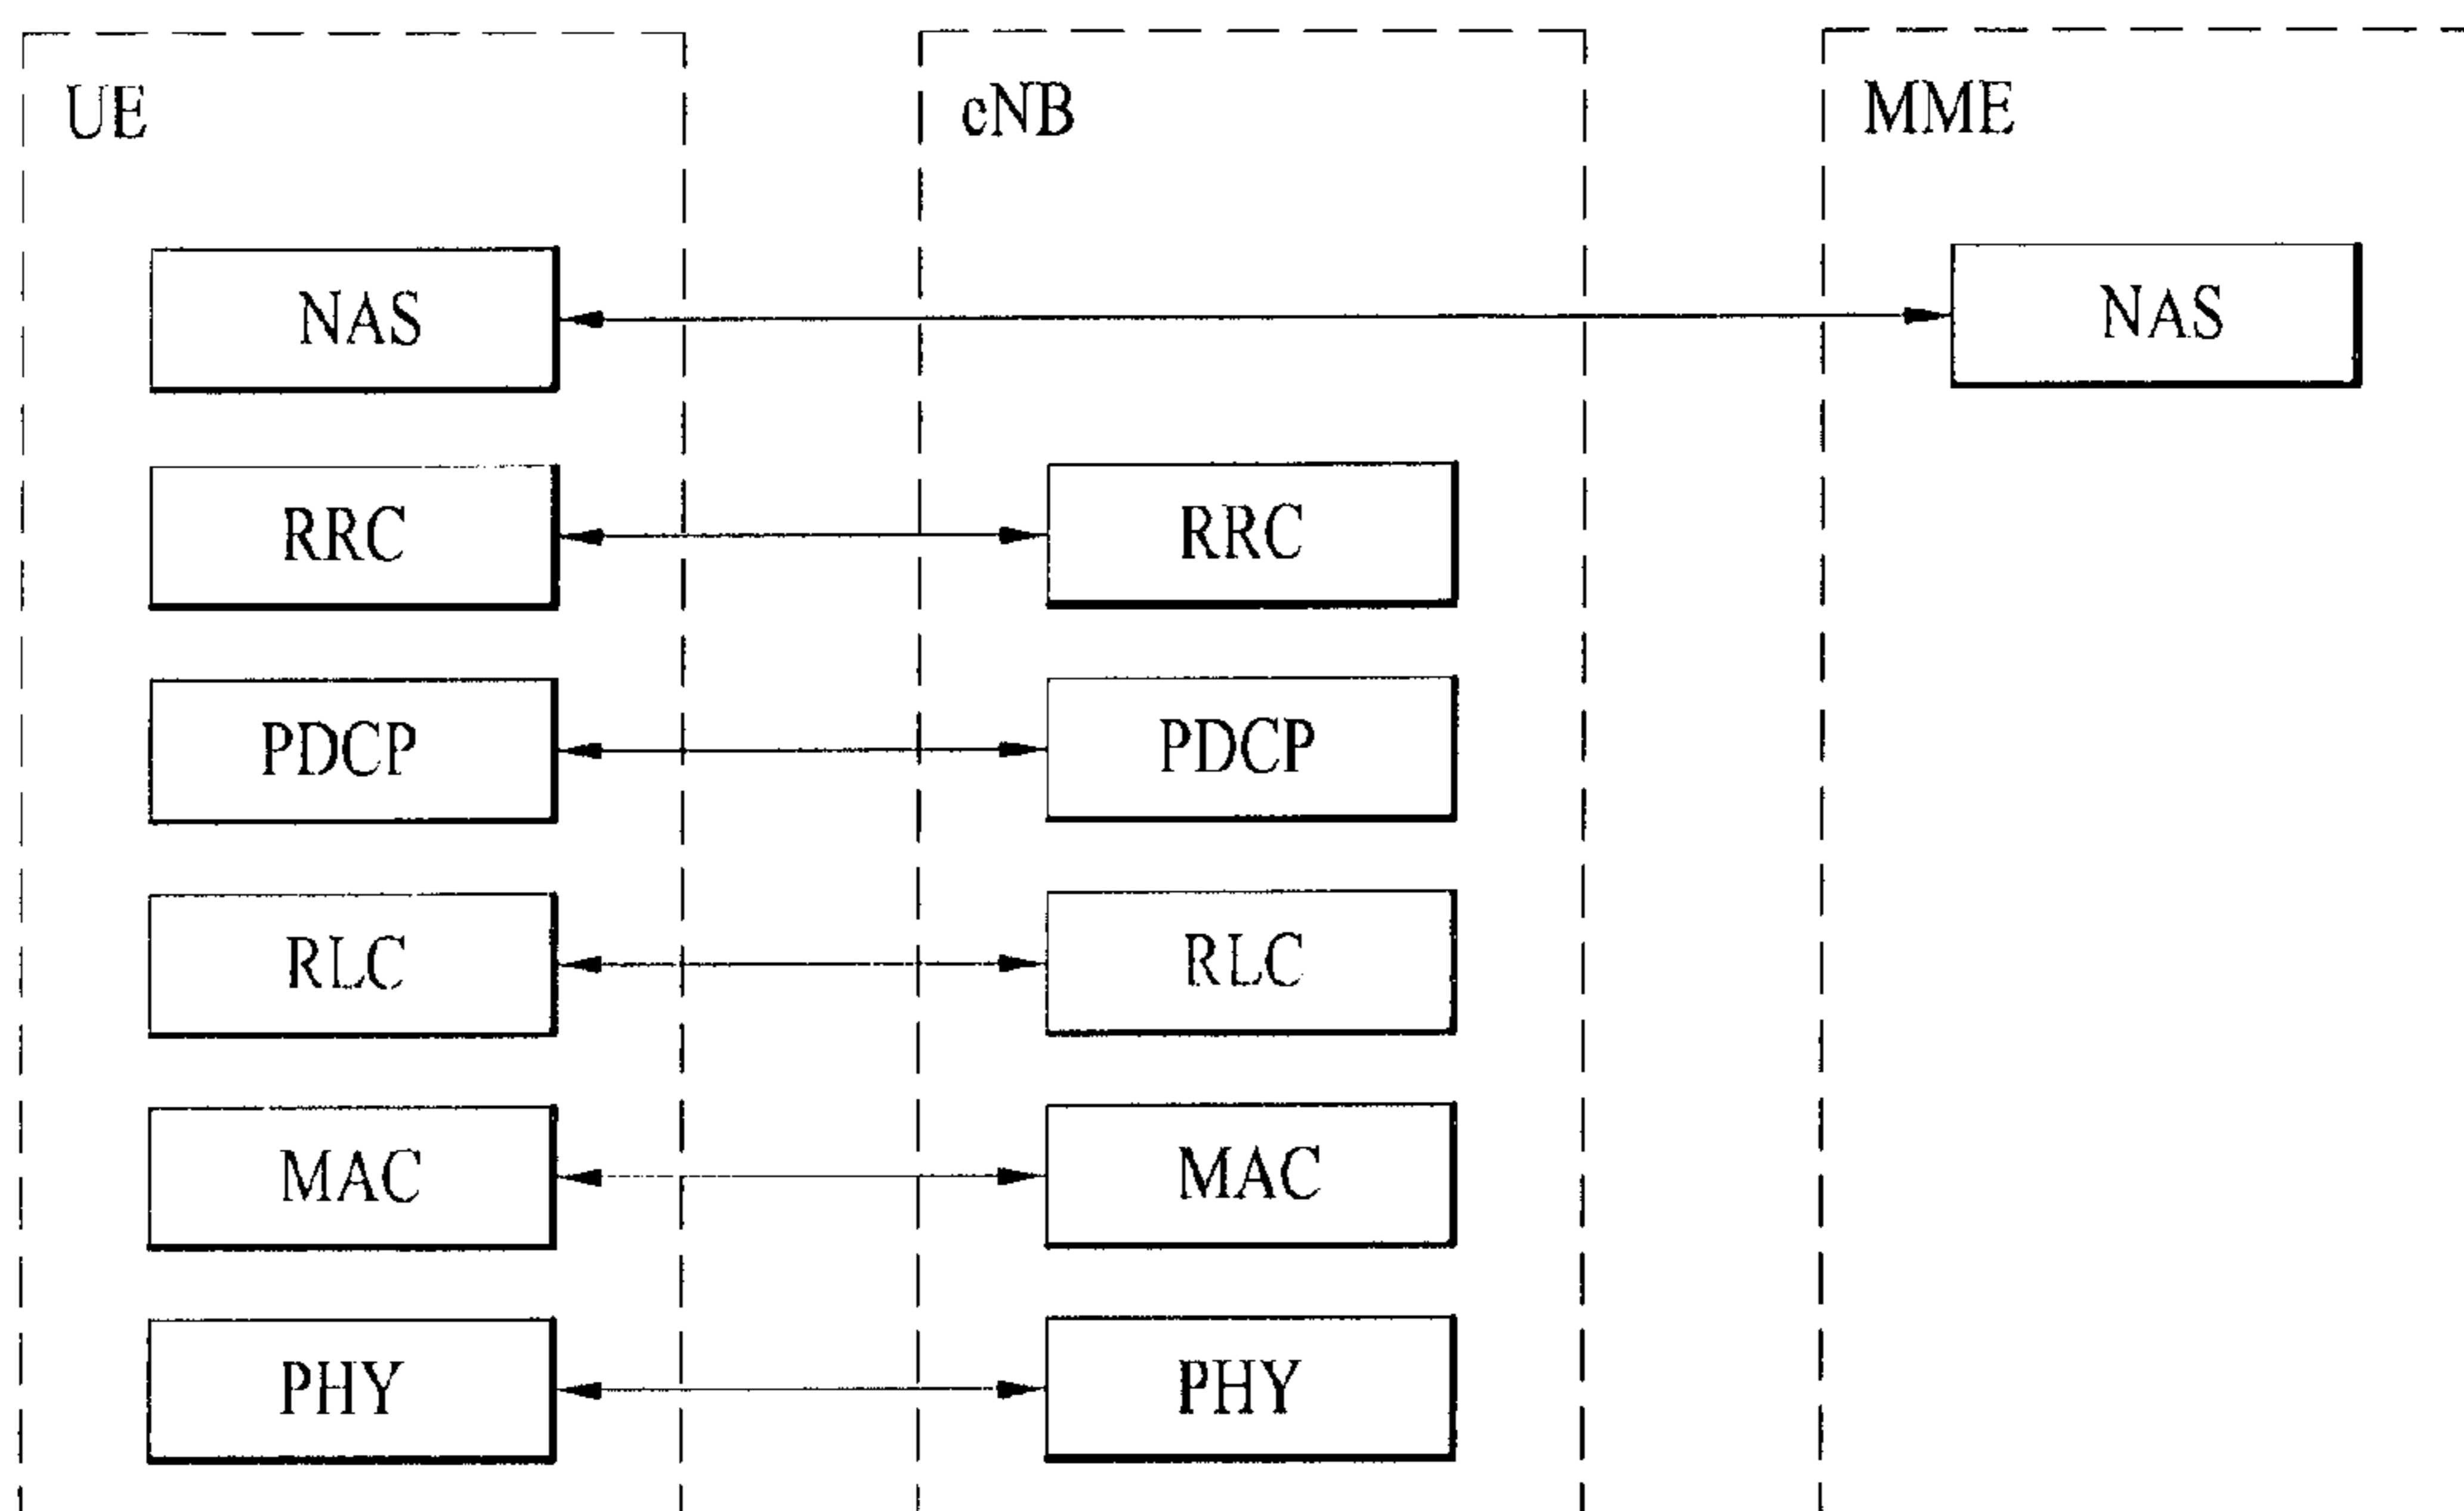 UE eNB MME
NAS NAS
RRC RRC
PDCP PDCP
RLC RLC
MAC MAC
PHY PHY